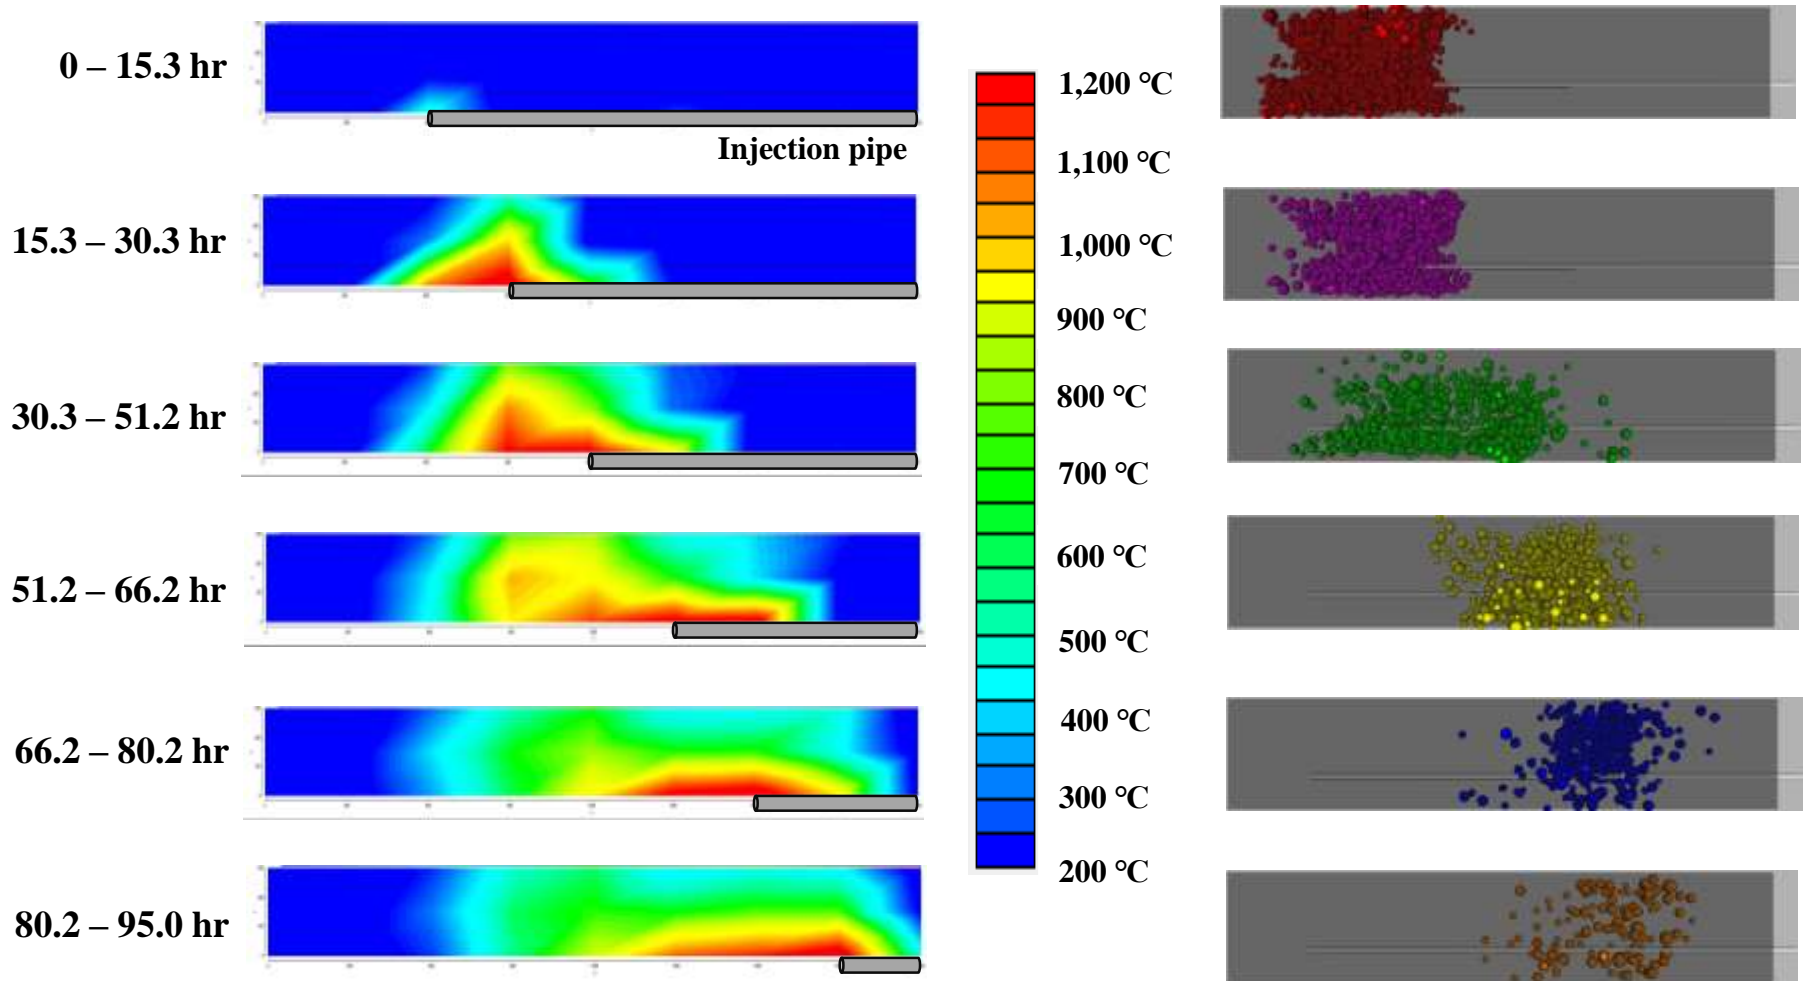 0 – 15.3 hr
Injection pipe
15.3 – 30.3 hr
30.3 – 51.2 hr
51.2 – 66.2 hr
66.2 – 80.2 hr
80.2 – 95.0 hr
1,200 °C
1,100 °C
1,000 °C
900 °C
800 °C
700 °C
600 °C
500 °C
400 °C
300 °C
200 °C